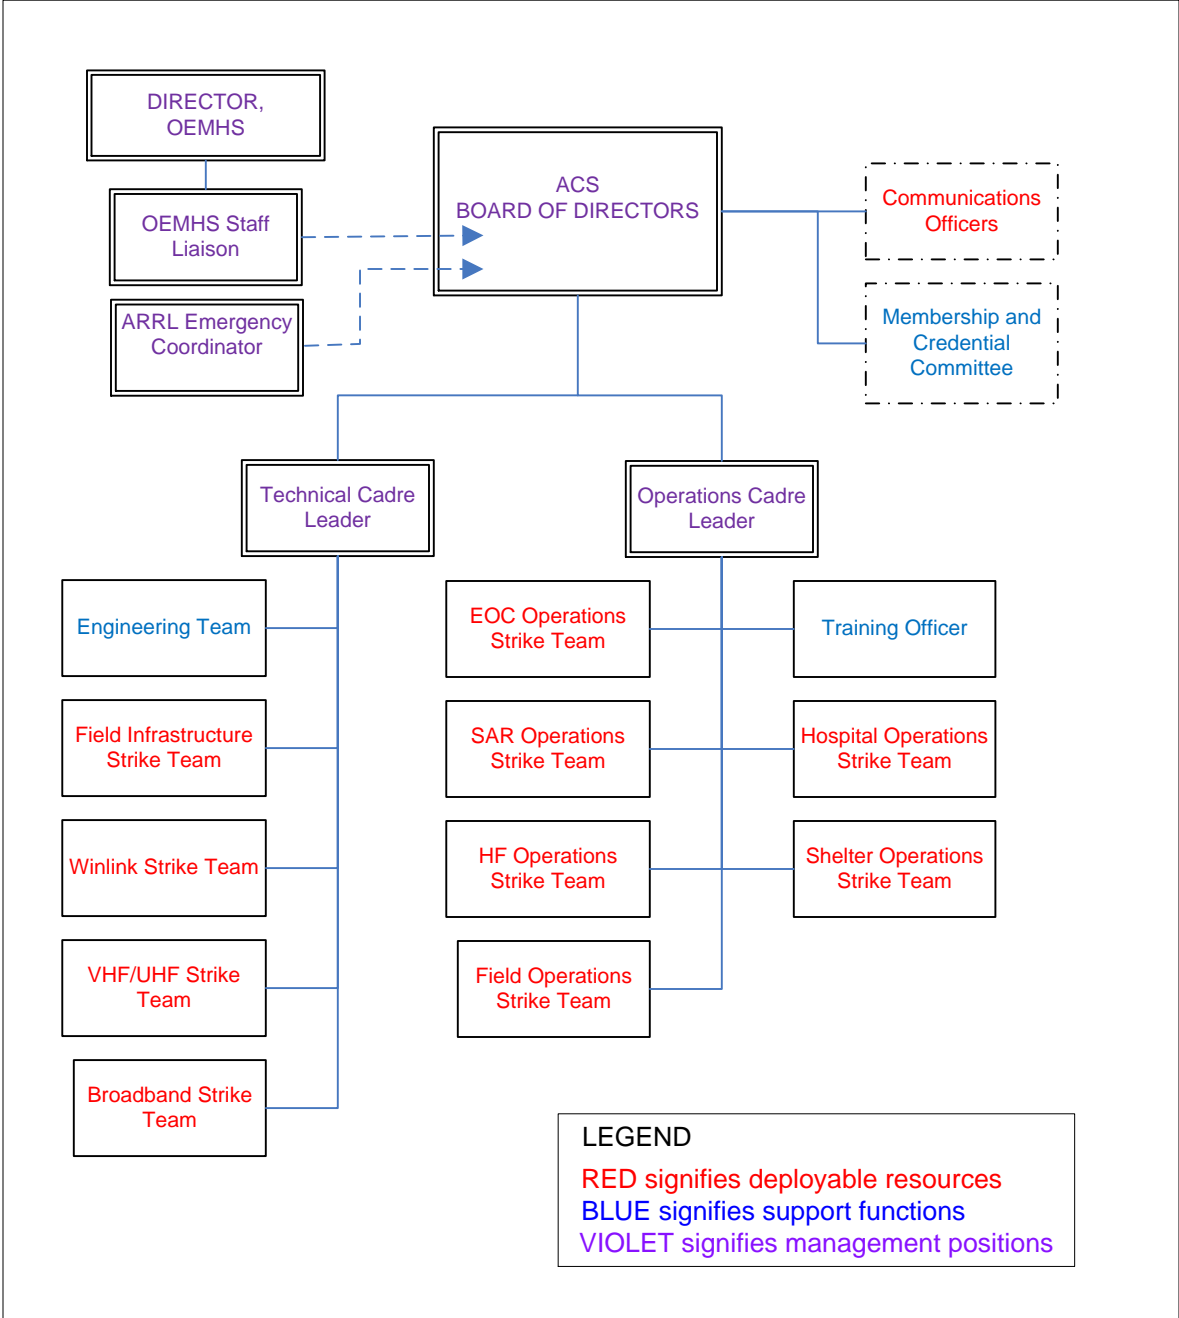 DIRECTOR,
OEMHS
OEMHS Staff
Liaison
ARRL Emergency
Coordinator
ACS
BOARD OF DIRECTORS
Communications
Officers
Membership and
Credential
Committee
Technical Cadre
Leader
Operations Cadre
Leader
Engineering Team
Field Infrastructure
Strike Team
Winlink Strike Team
VHF/UHF Strike
Team
Broadband Strike
Team
EOC Operations
Strike Team
Training Officer
SAR Operations
Strike Team
Hospital Operations
Strike Team
HF Operations
Strike Team
Shelter Operations
Strike Team
Field Operations
Strike Team
LEGEND
RED signifies deployable resources
BLUE signifies support functions
VIOLET signifies management positions